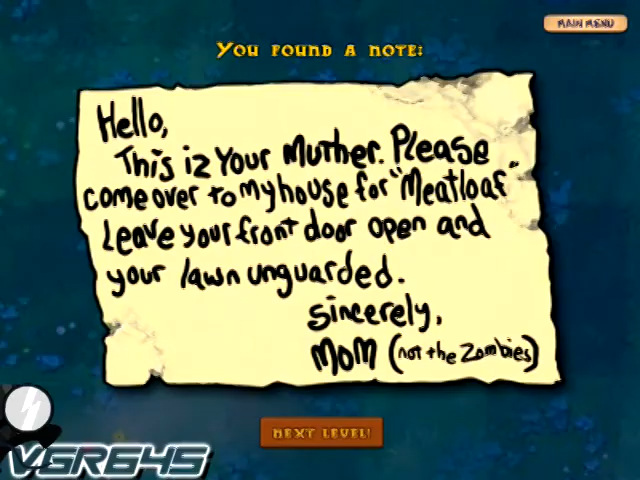 MAIN MENU
YOU FOUND A NOTE:
Hello,
This iz Your Muther. Please
come over to my house for "Meatloaf"
Leave your front door open and
your lawn unguarded.
Sincerely,
MOM (not the Zombies)
NEXT LEVEL!
VGR645